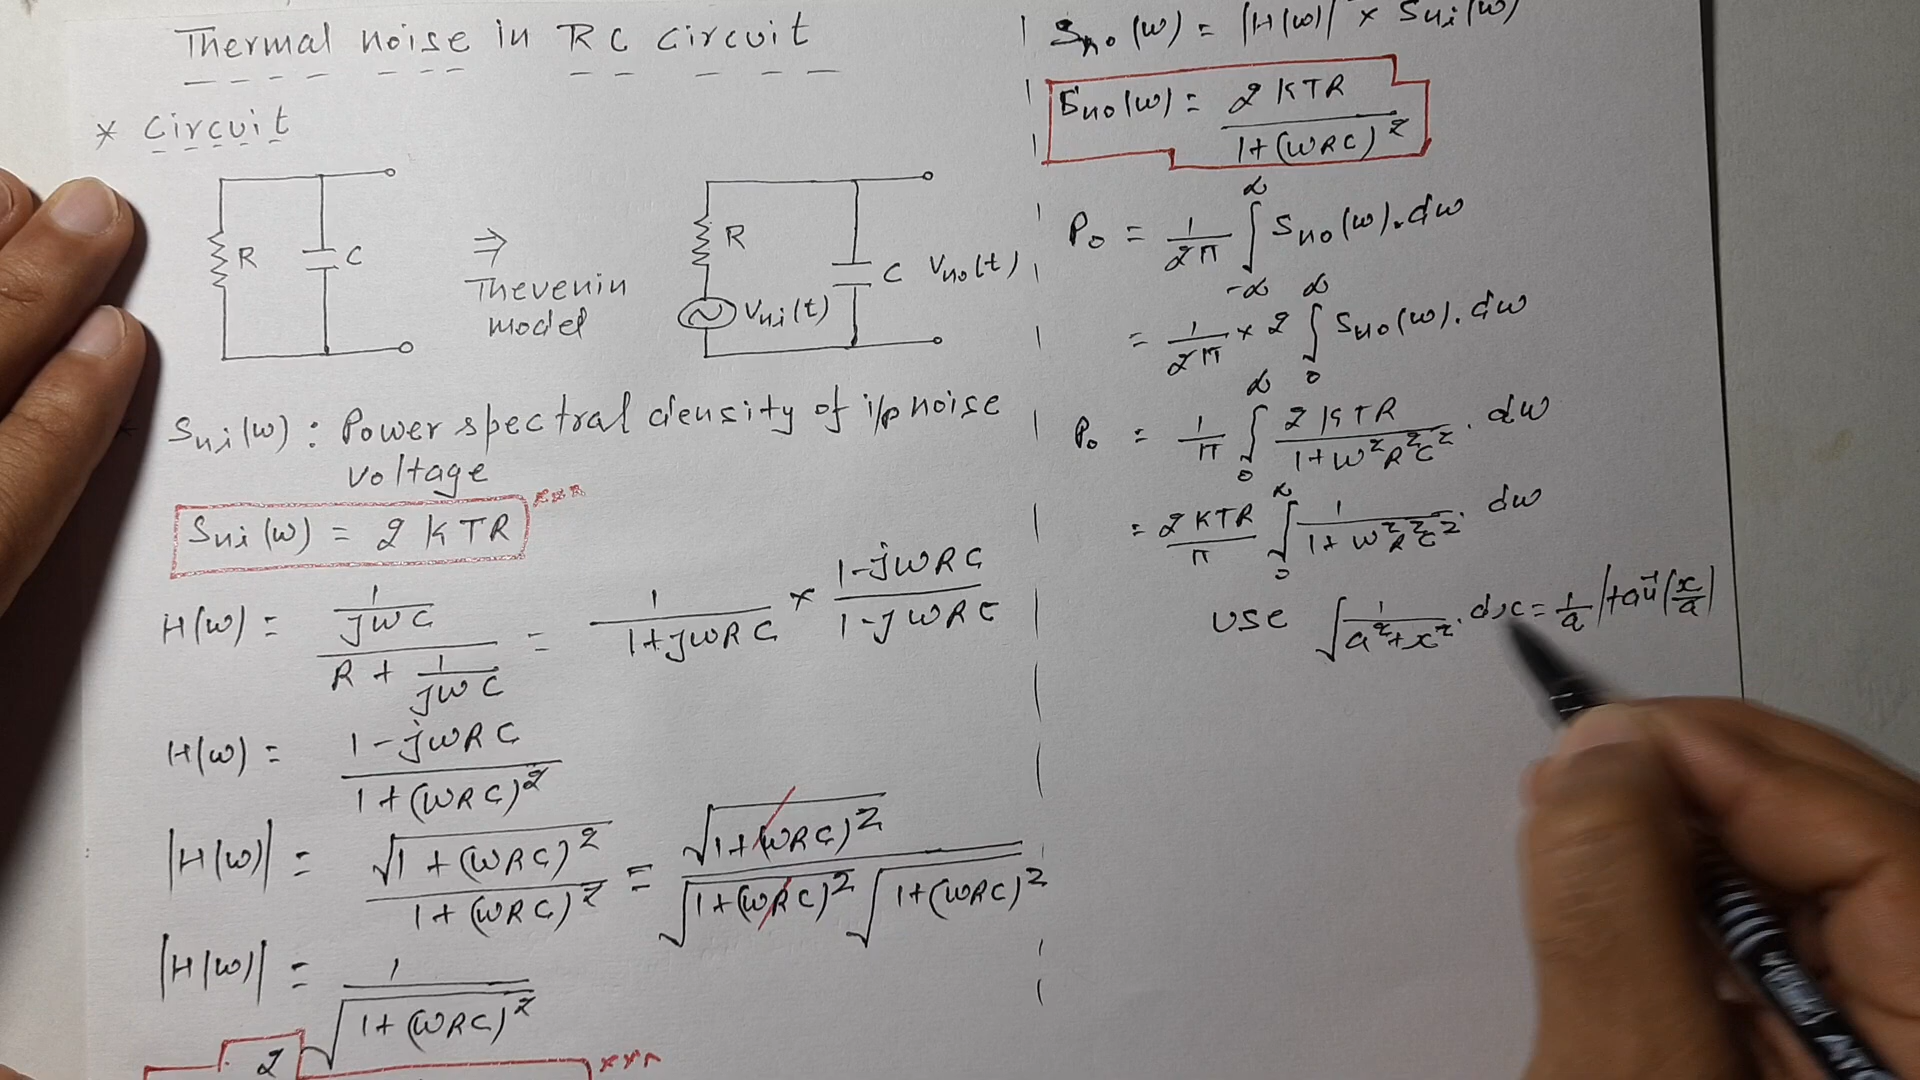 Thermal noise in RC circuit
* Circuit
R C
⇒ Thevenin model
R Vni(t) C Vno(t)
Sni(ω) : Power spectral density of i/p noise
voltage
Sni(ω) = 2KTR ***
H(ω) = (1/jωC) / (R + 1/jωC) = 1/(1+jωRC) × (1-jωRC)/(1-jωRC)
H(ω) = (1-jωRC)/(1+(ωRC)²)
|H(ω)| = √(1+(ωRC)²) / (1+(ωRC)²) = √(1+(ωRC)²) / (√(1+(ωRC)²) √(1+(ωRC)²))
|H(ω)| = 1/√(1+(ωRC)²)
2 ***
Sno(ω) = |H(ω)| × Sni(ω)
Sno(ω) = 2KTR/(1+(ωRC)²)
Po = 1/2π ∫_{-∞}^{∞} Sno(ω).dω
= 1/2π × 2 ∫_0^∞ Sno(ω).dω
Po = 1/π ∫_0^∞ 2KTR/(1+ω²R²C²) . dω
= 2KTR/π ∫_0^∞ 1/(1+ω²R²C²) . dω
use ∫ 1/(a²+x²) . dx = 1/a |tan⁻¹(x/a)|